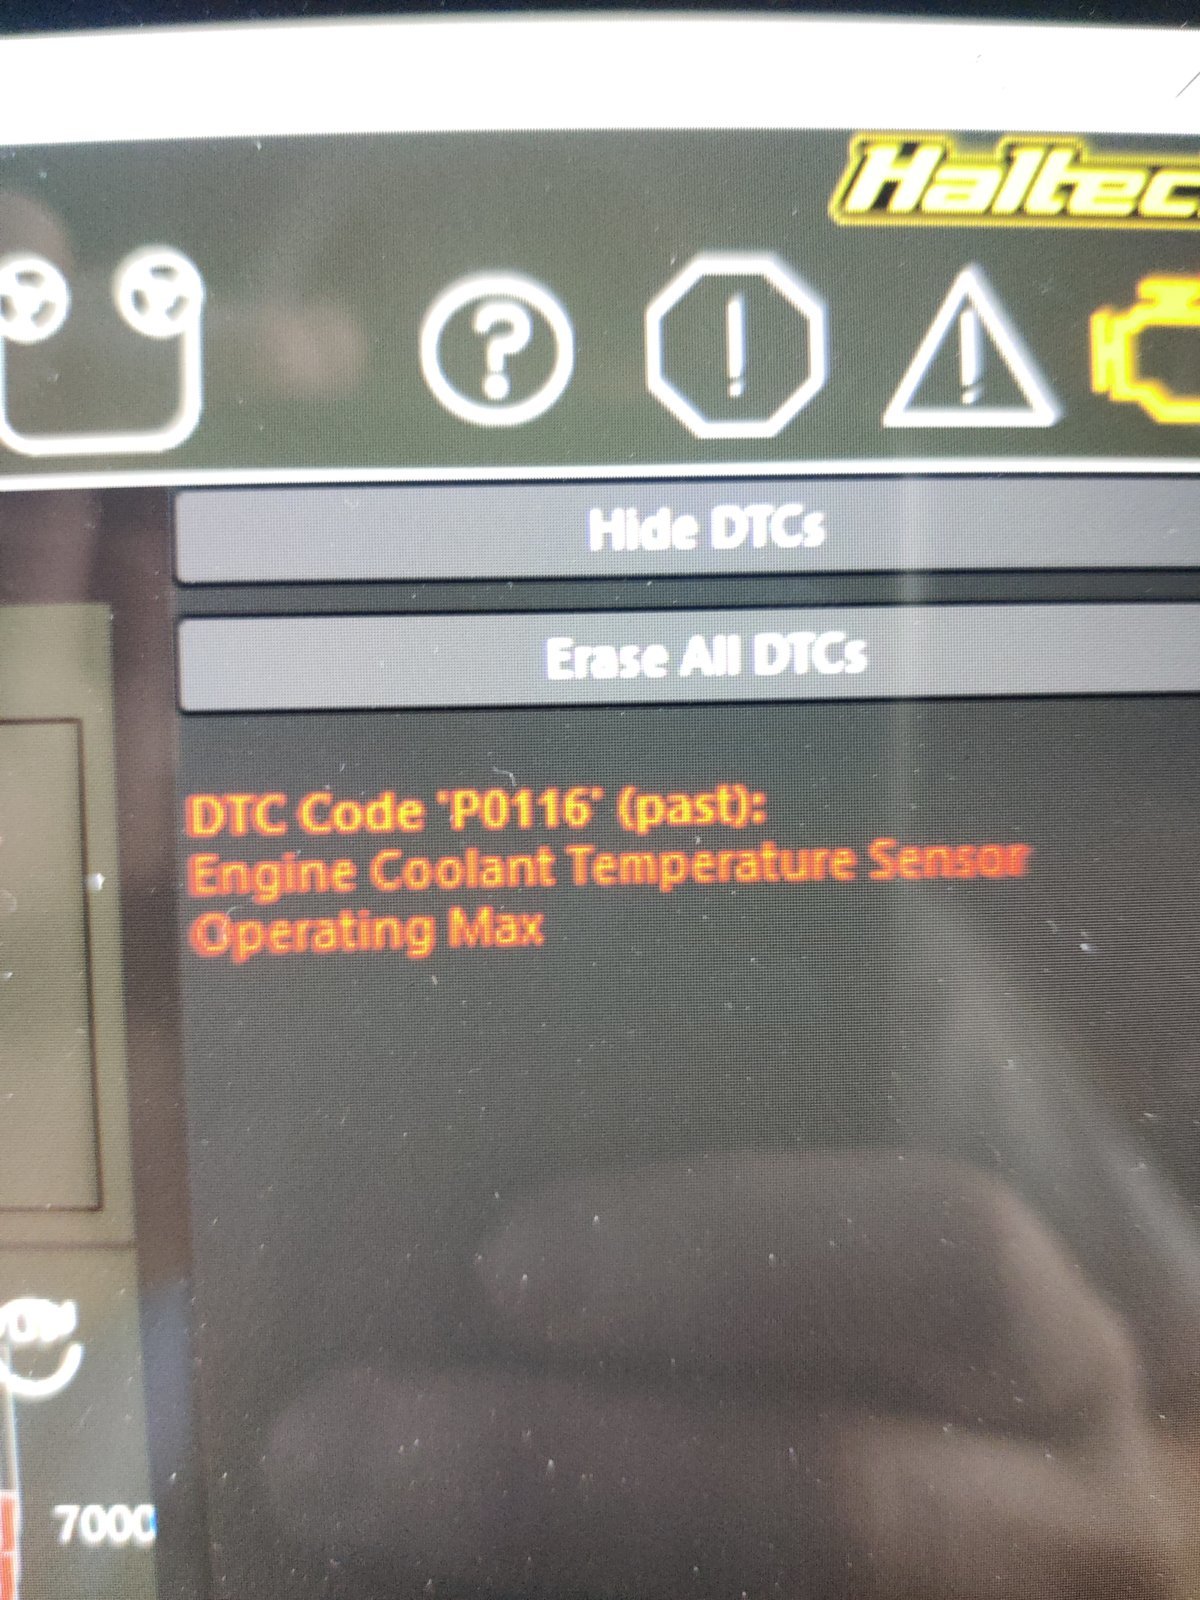 Haltec
Hide DTCs
Erase All DTCs
DTC Code 'P0116' (past):
Engine Coolant Temperature Sensor
Operating Max
7000